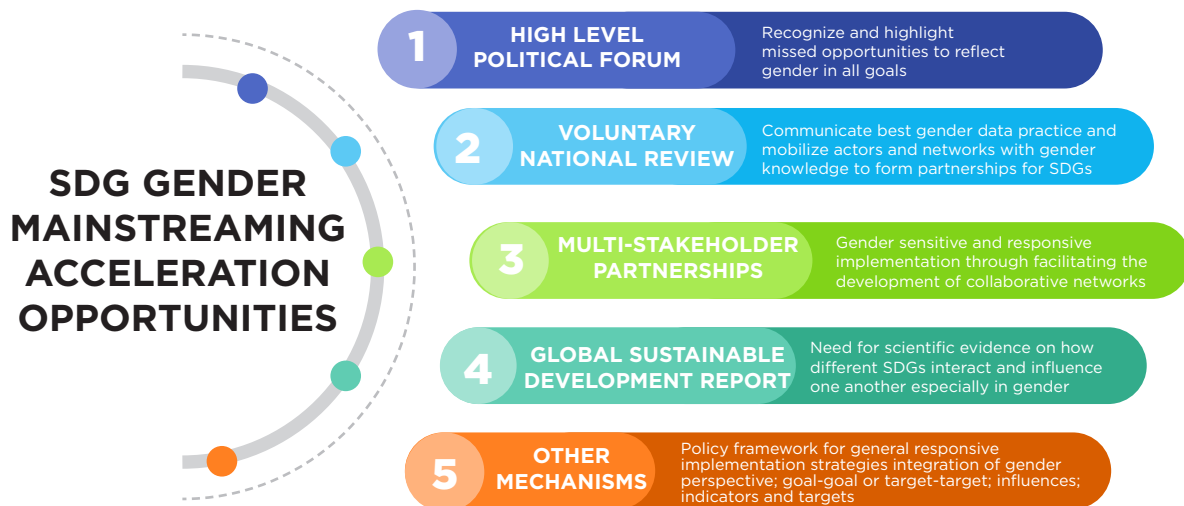 SDG GENDER
MAINSTREAMING
ACCELERATION
OPPORTUNITIES
1
HIGH LEVEL
POLITICAL FORUM
Recognize and highlight
missed opportunities to reflect
gender in all goals
2
VOLUNTARY
NATIONAL REVIEW
Communicate best gender data practice and
mobilize actors and networks with gender
knowledge to form partnerships for SDGs
3
MULTI-STAKEHOLDER
PARTNERSHIPS
Gender sensitive and responsive
implementation through facilitating the
development of collaborative networks
4
GLOBAL SUSTAINABLE
DEVELOPMENT REPORT
Need for scientific evidence on how
different SDGs interact and influence
one another especially in gender
5
OTHER
MECHANISMS
Policy framework for general responsive
implementation strategies integration of gender
perspective; goal-goal or target-target; influences;
indicators and targets